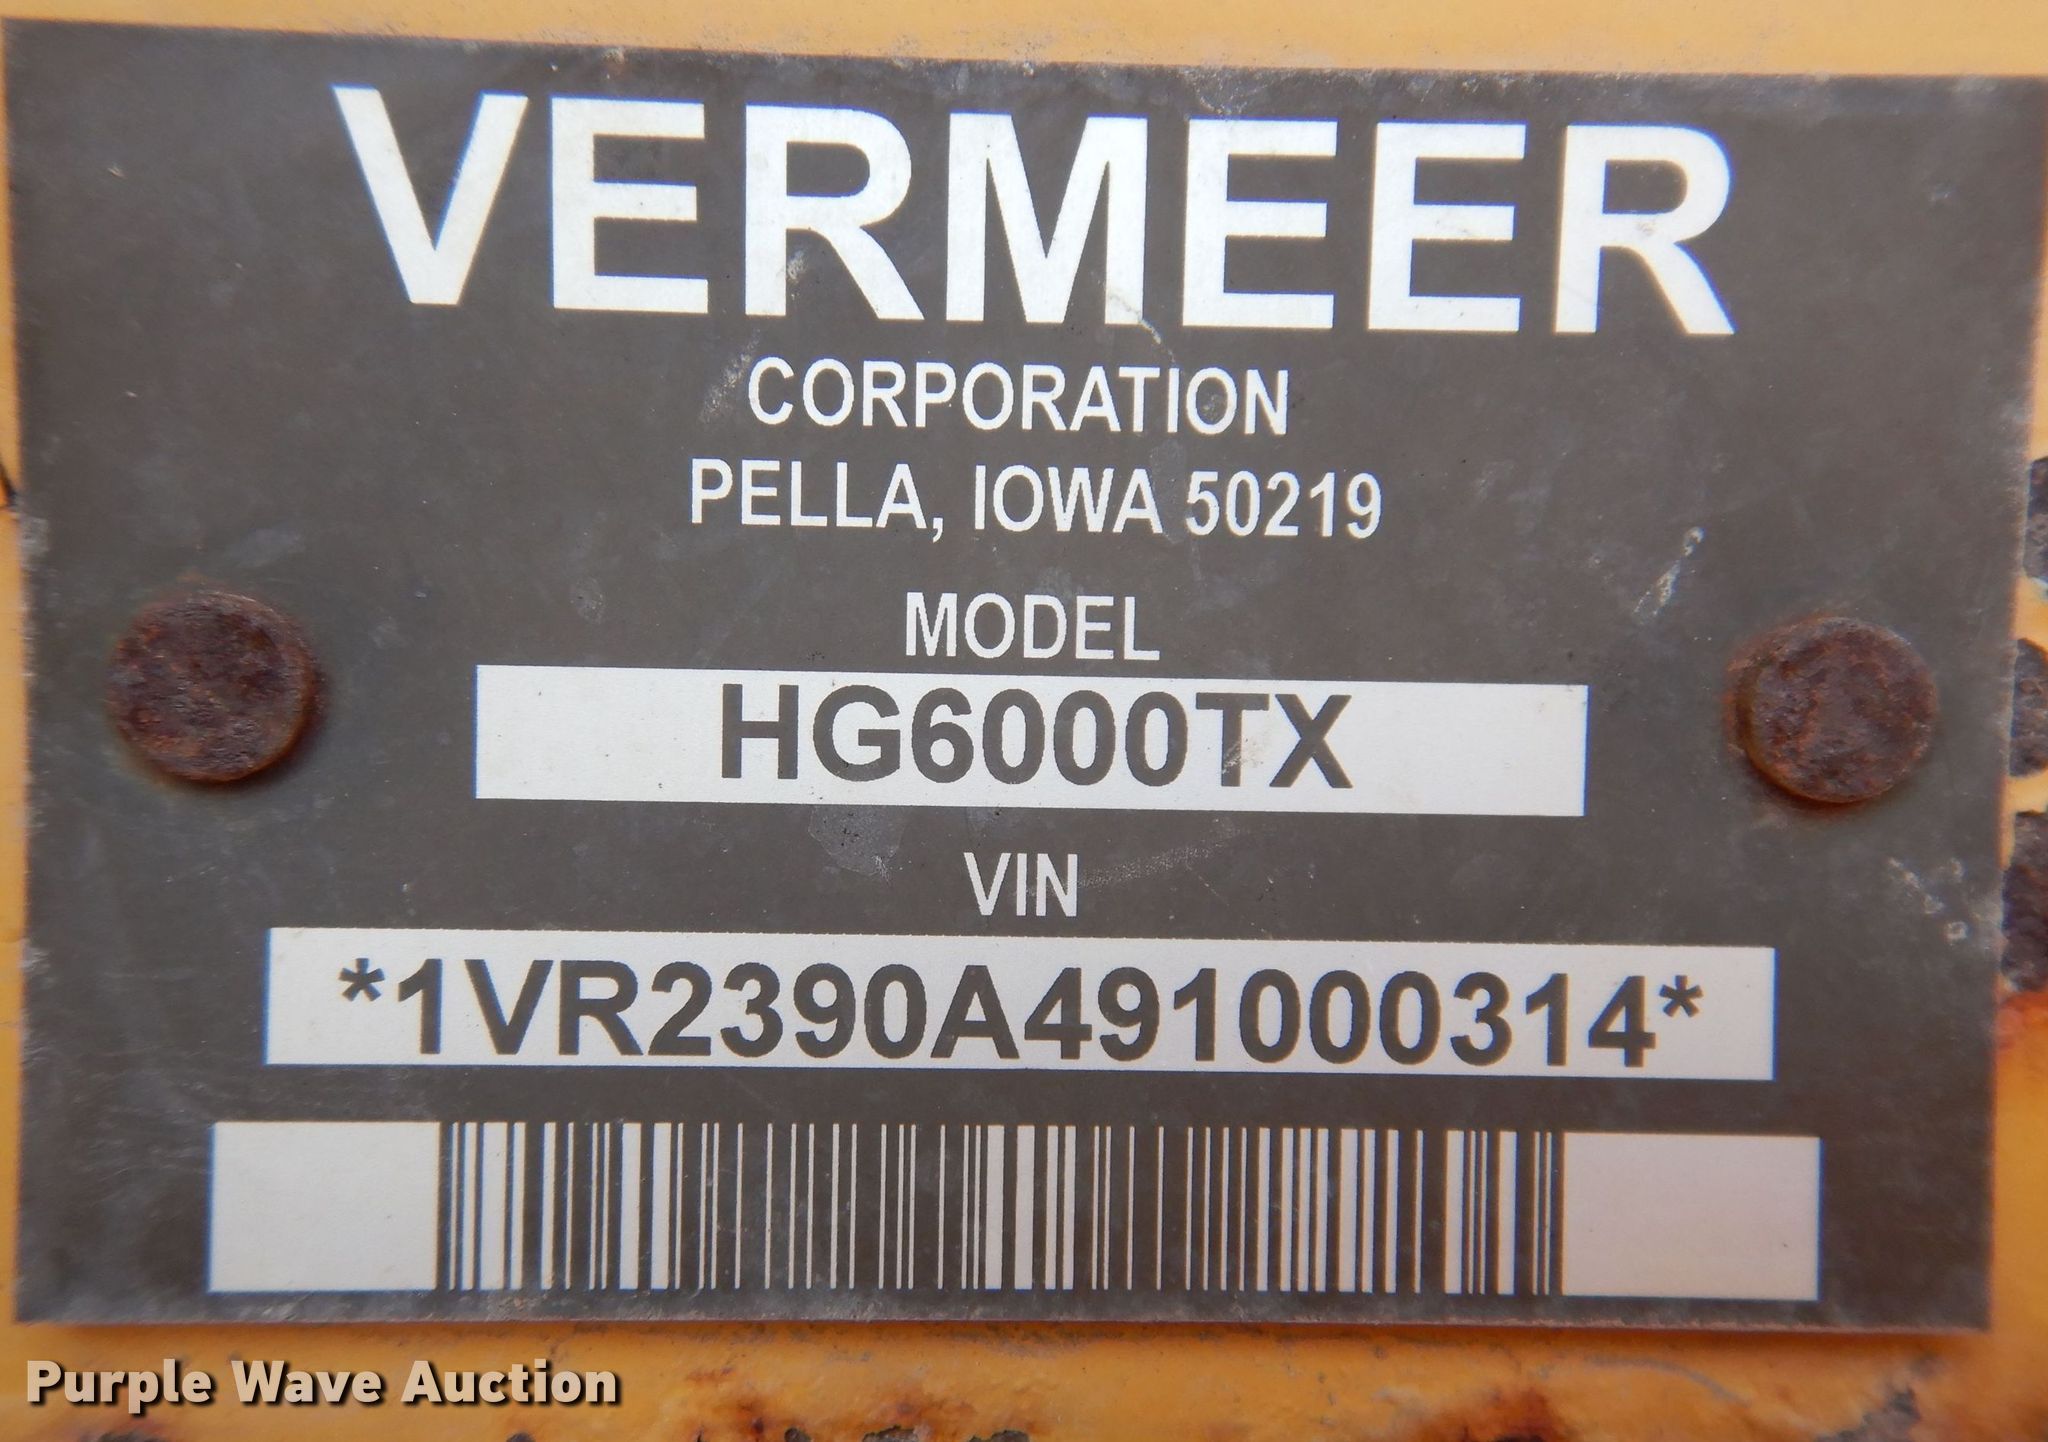 VERMEER
CORPORATION
PELLA, IOWA 50219
MODEL
HG6000TX
VIN
*1VR2390A491000314*
Purple Wave Auction